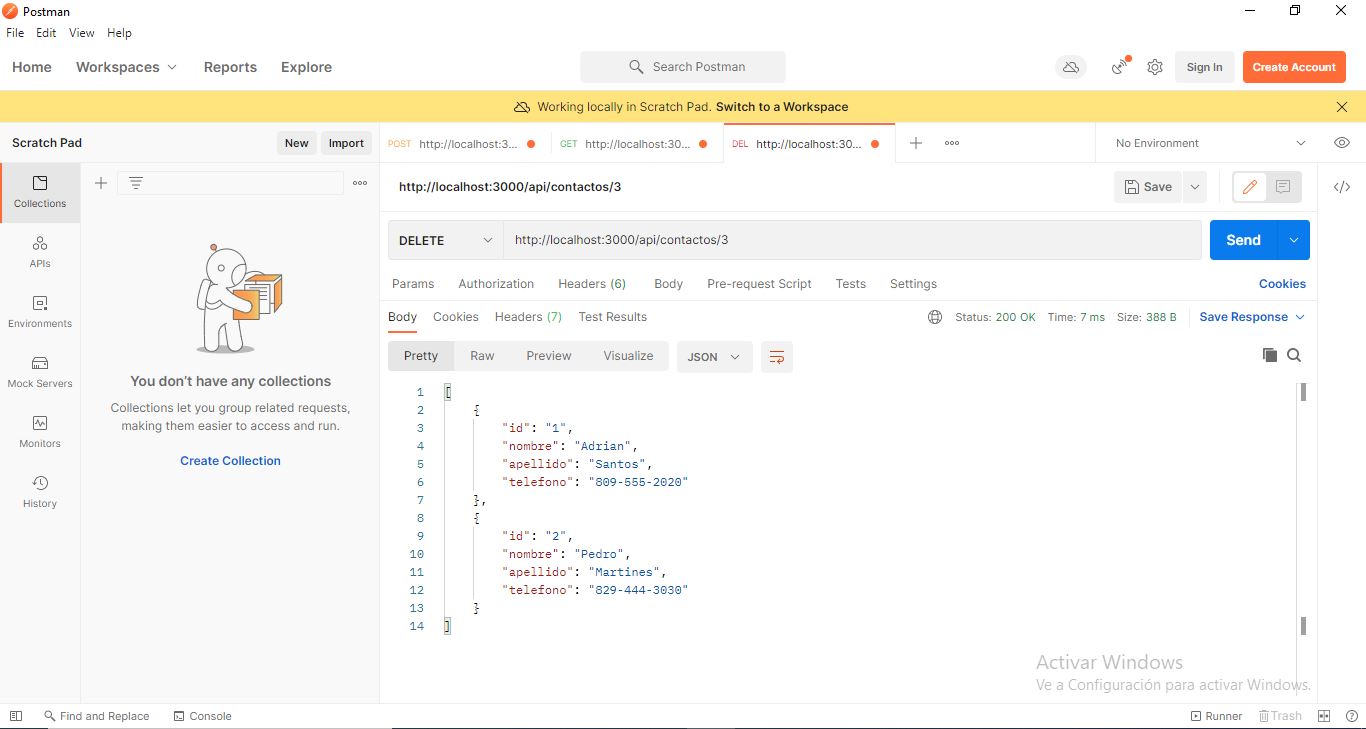 Postman
File Edit View Help
Home Workspaces Reports Explore Search Postman Sign In Create Account
Working locally in Scratch Pad. Switch to a Workspace
Scratch Pad New Import POST http://localhost:3... GET http://localhost:30... DEL http://localhost:30... No Environment
http://localhost:3000/api/contactos/3 Save
Collections
DELETE http://localhost:3000/api/contactos/3 Send
APIs
Params Authorization Headers (6) Body Pre-request Script Tests Settings Cookies
Environments
Body Cookies Headers (7) Test Results Status: 200 OK Time: 7 ms Size: 388 B Save Response
Pretty Raw Preview Visualize JSON
Mock Servers
You don't have any collections
Collections let you group related requests,
making them easier to access and run.
Monitors
Create Collection
History
1 [
2 {
3 "id": "1",
4 "nombre": "Adrian",
5 "apellido": "Santos",
6 "telefono": "809-555-2020"
7 },
8 {
9 "id": "2",
10 "nombre": "Pedro",
11 "apellido": "Martines",
12 "telefono": "829-444-3030"
13 }
14 ]
Activar Windows
Ve a Configuración para activar Windows.
Find and Replace Console Runner Trash